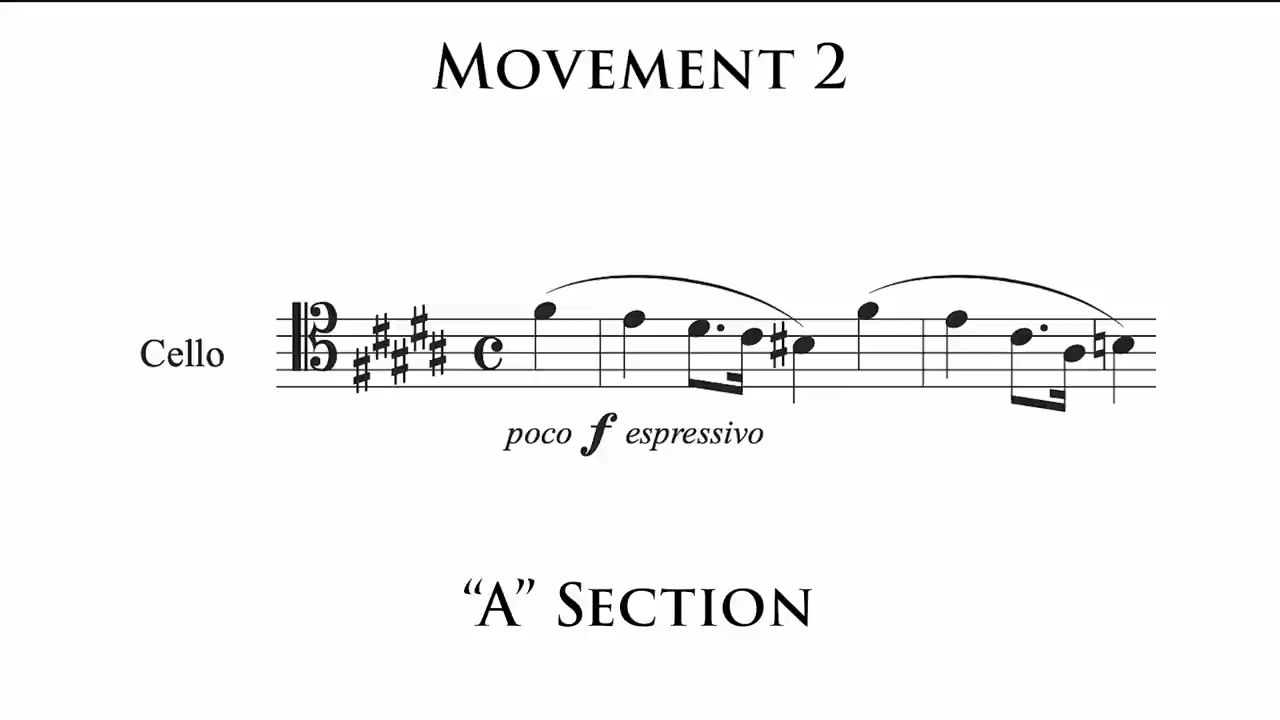 MOVEMENT 2
Cello
poco f espressivo
“A” SECTION